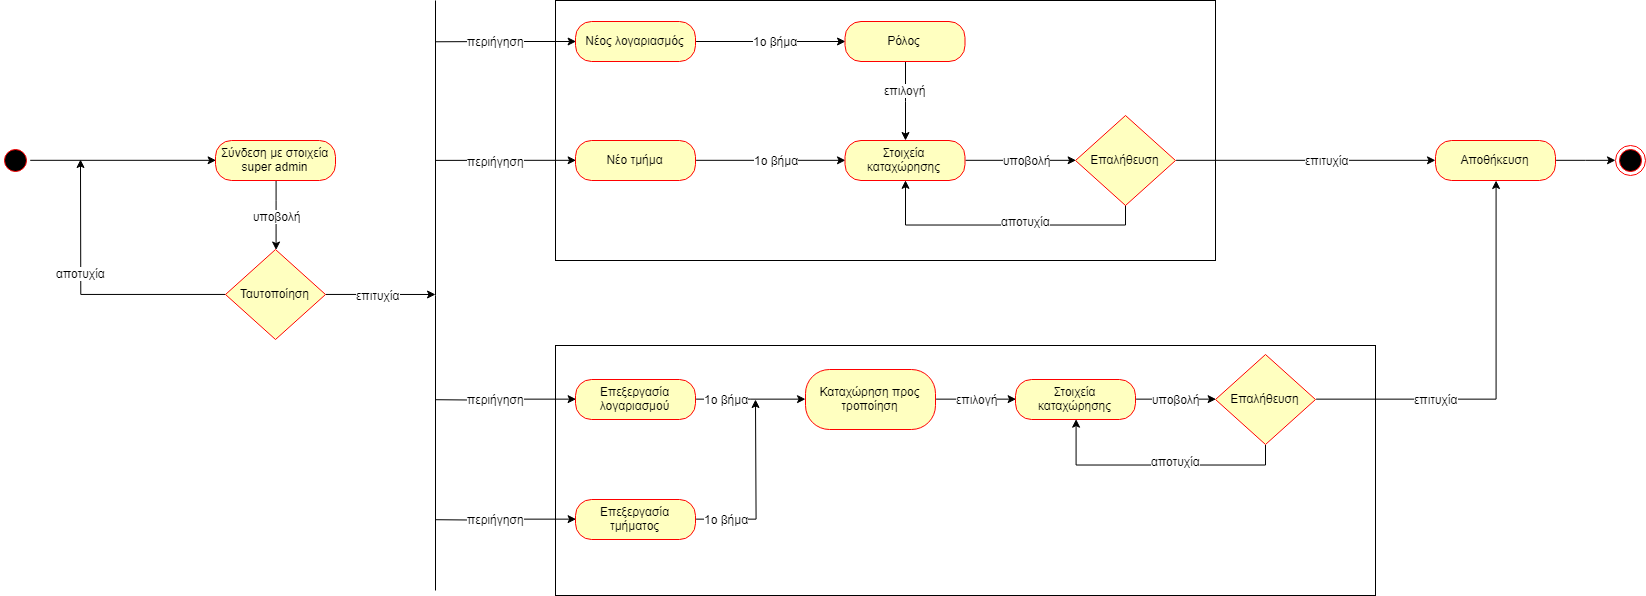 περιήγηση
Νέος λογαριασμός
1ο βήμα
Ρόλος
επιλογή
Σύνδεση με στοιχεία
super admin
περιήγηση
Νέο τμήμα
1ο βήμα
Στοιχεία
καταχώρησης
υποβολή
Επαλήθευση
επιτυχία
Αποθήκευση
υποβολή
αποτυχία
αποτυχία
Ταυτοποίηση
επιτυχία
περιήγηση
Επεξεργασία
λογαριασμού
1ο βήμα
Καταχώρηση προς
τροποίηση
επιλογή
Στοιχεία
καταχώρησης
υποβολή
Επαλήθευση
επιτυχία
αποτυχία
περιήγηση
Επεξεργασία
τμήματος
1ο βήμα